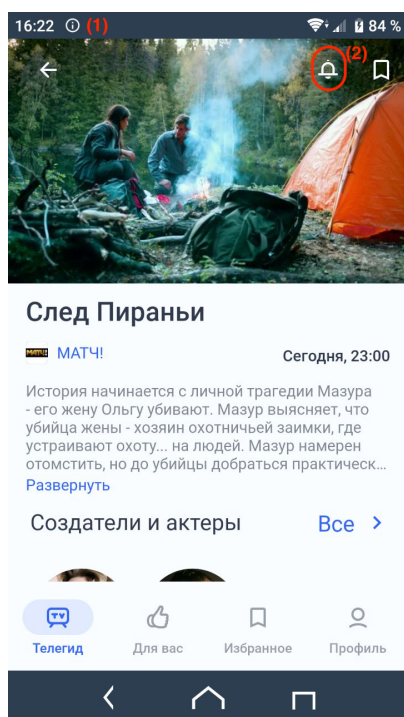 16:22 (1) 84 %
(2)
След Пираньи
МАТЧ! МАТЧ! Сегодня, 23:00
История начинается с личной трагедии Мазура
- его жену Ольгу убивают. Мазур выясняет, что
убийца жены - хозяин охотничьей заимки, где
устраивают охоту... на людей. Мазур намерен
отомстить, но до убийцы добраться практическ...
Развернуть
Создатели и актеры Все >
TV
Телегид Для вас Избранное Профиль